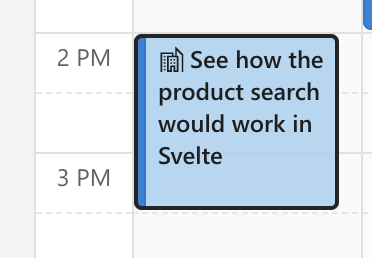 2 PM
See how the
product search
would work in
Svelte
3 PM